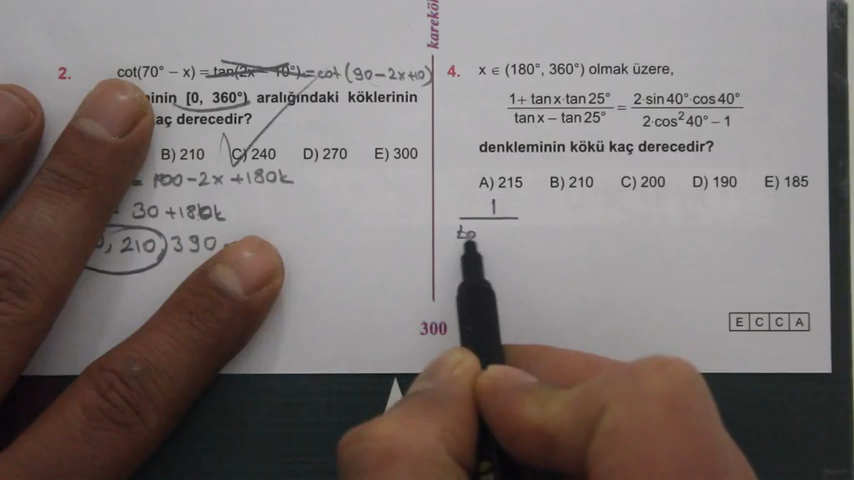 karekök
2.
cot(70° – x) = tan(2x – 10°) = cot(90-2x+10)
inin [0, 360°) aralığındaki köklerinin
kaç derecedir?
B) 210 C) 240 D) 270 E) 300
= 100-2x+180k
30+180k
, 210, 390
4. x ∈ (180°, 360°) olmak üzere,
1 + tan x·tan 25° / tan x – tan 25° = 2·sin 40°·cos 40° / 2·cos² 40° – 1
denkleminin kökü kaç derecedir?
A) 215 B) 210 C) 200 D) 190 E) 185
1
ta
300
E C C A